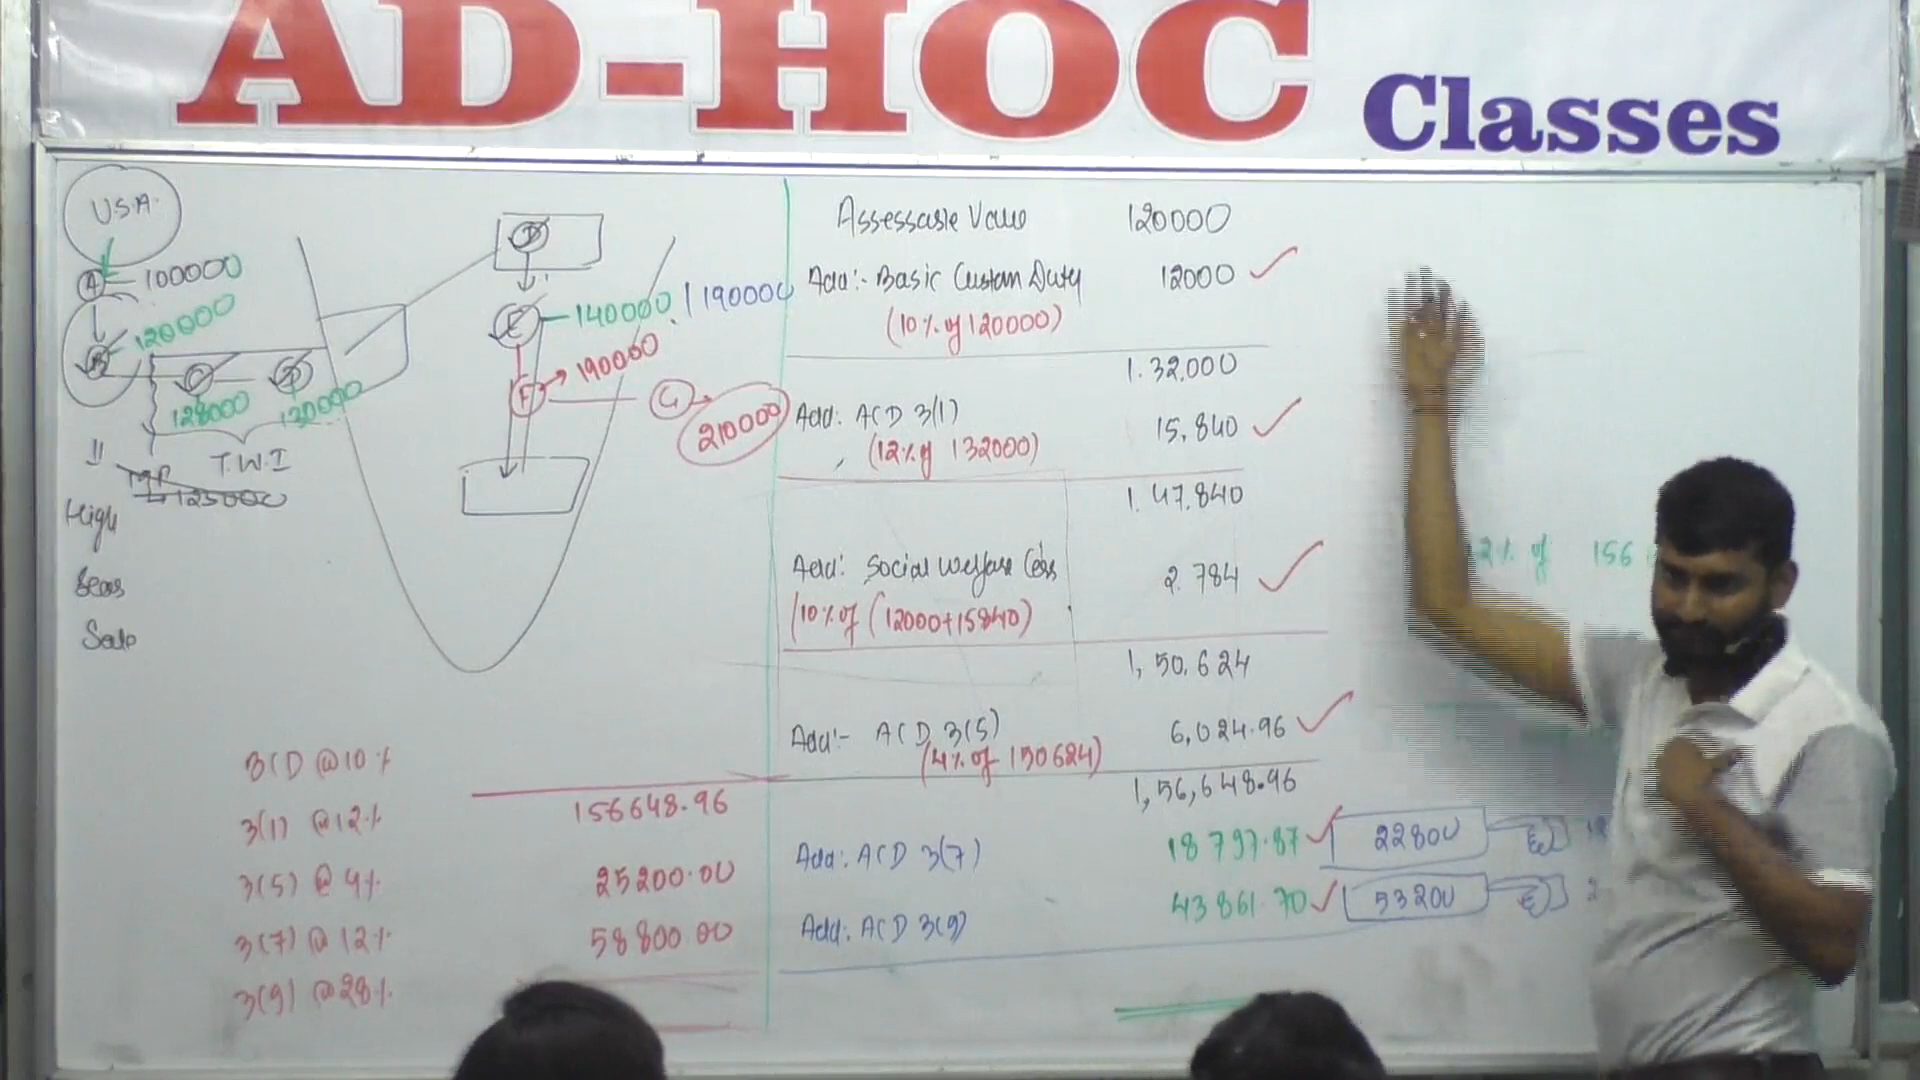 AD-HOC Classes
U.S.A.
A 100000
B 120000
C 128000
D 130000
T.W.I
125000
High
Seas
Sale
D
E 140000 / 190000
F 190000
G 210000
BCD @ 10%
3(1) @ 12%
3(5) @ 4%
3(7) @ 12%
3(9) @ 28%
156648.96
25200.00
58800.00
Assessable Value 120000
Add:- Basic Custom Duty 12000
(10% of 120000)
1.32,000
Add: ACD 3(1) 15,840
(12% of 132000)
1.47.840
Add: Social Welfare Cess 2.784
(10% of (12000+15840)
1,50,624
Add:- ACD 3(5) 6,024.96
(4% of 150624)
1,56,648.96
Add: ACD 3(7) 18797.87 22800
Add: ACD 3(9) 43861.70 53200
2% of 156